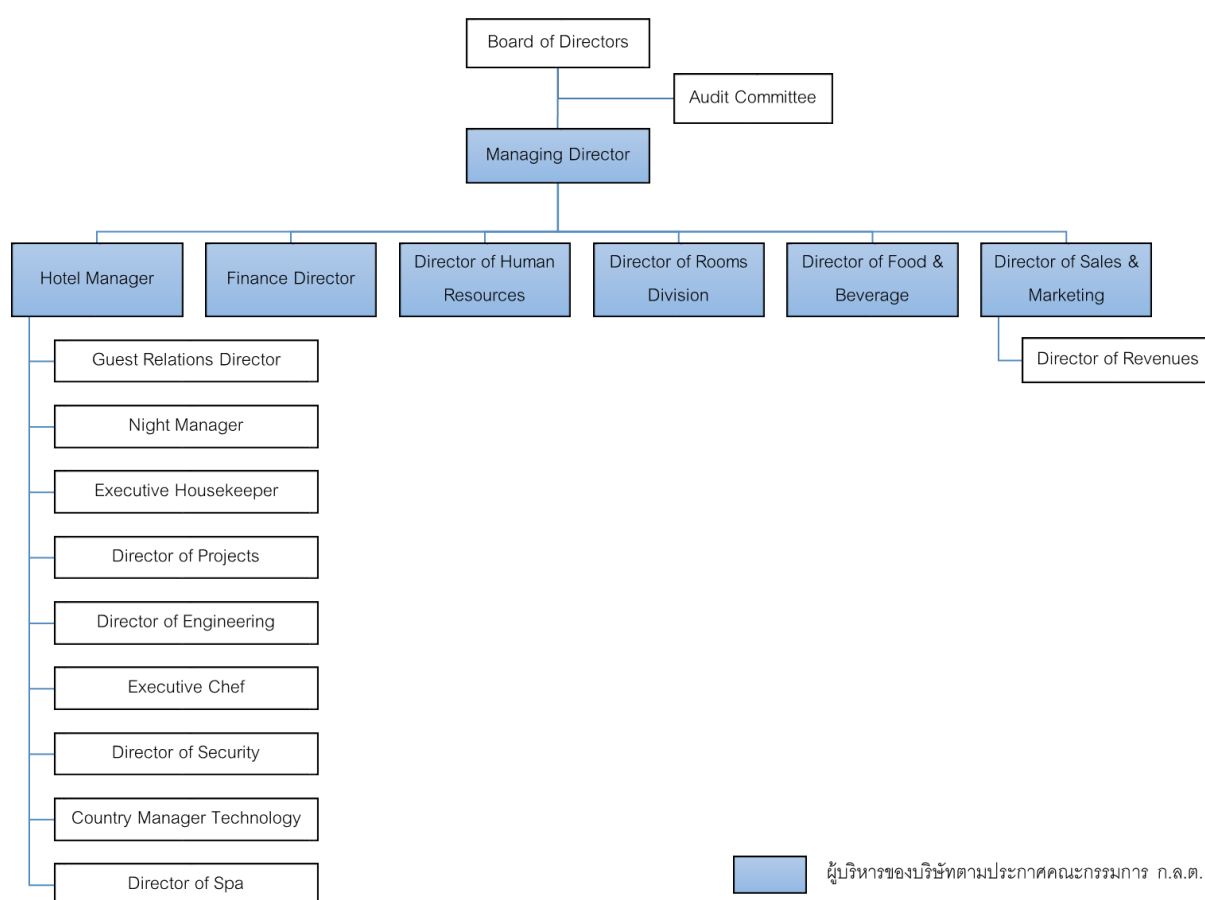 Board of Directors
Audit Committee
Managing Director
Hotel Manager
Finance Director
Director of Human
Resources
Director of Rooms
Division
Director of Food &
Beverage
Director of Sales &
Marketing
Guest Relations Director
Director of Revenues
Night Manager
Executive Housekeeper
Director of Projects
Director of Engineering
Executive Chef
Director of Security
Country Manager Technology
Director of Spa
ผู้บริหารของบริษัทตามประกาศคณะกรรมการ ก.ล.ต.